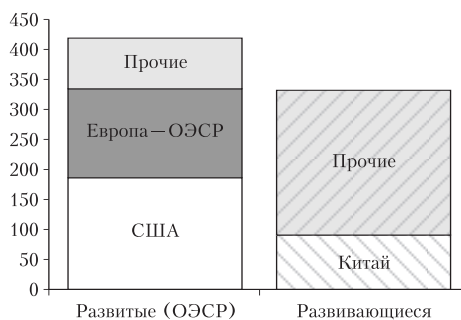 450
400
350
300
250
200
150
100
50
0
Прочие
Европа—ОЭСР
США
Прочие
Китай
Развитые (ОЭСР)
Развивающиеся